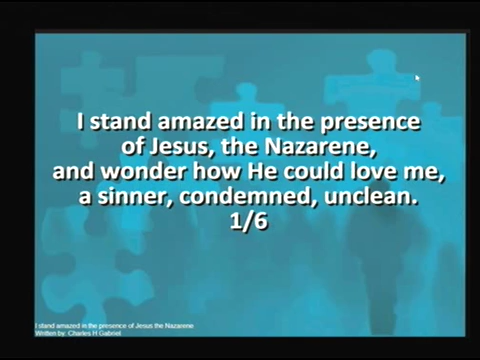 I stand amazed in the presence
of Jesus, the Nazarene,
and wonder how He could love me,
a sinner, condemned, unclean.
1/6
I stand amazed in the presence of Jesus the Nazarene
Written by: Charles H Gabriel